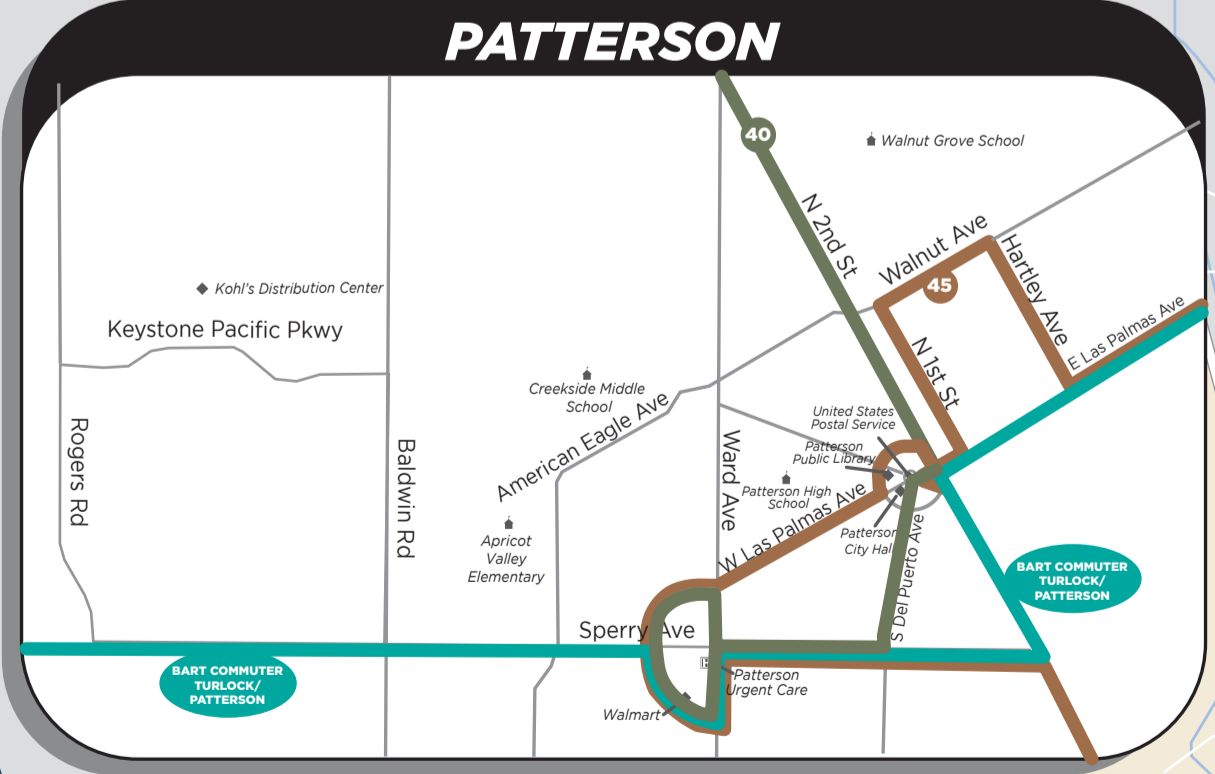 PATTERSON
40
Walnut Grove School
N 2nd St
Walnut Ave
Hartley Ave
45
Kohl's Distribution Center
Keystone Pacific Pkwy
E Las Palmas Ave
N 1st St
Creekside Middle
School
American Eagle Ave
United States
Postal Service
Patterson
Public Library
Rogers Rd
Baldwin Rd
Ward Ave
Patterson High
School
W Las Palmas Ave
Apricot
Valley
Elementary
Patterson
City Hall
S Del Puerto Ave
BART COMMUTER
TURLOCK/
PATTERSON
Sperry Ave
BART COMMUTER
TURLOCK/
PATTERSON
Patterson
Urgent Care
Walmart
H